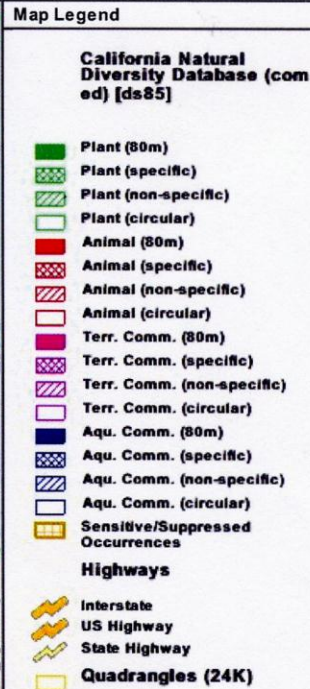 Map Legend
California Natural
Diversity Database (com
ed) [ds85]
Plant (80m)
Plant (specific)
Plant (non-specific)
Plant (circular)
Animal (80m)
Animal (specific)
Animal (non-specific)
Animal (circular)
Terr. Comm. (80m)
Terr. Comm. (specific)
Terr. Comm. (non-specific)
Terr. Comm. (circular)
Aqu. Comm. (80m)
Aqu. Comm. (specific)
Aqu. Comm. (non-specific)
Aqu. Comm. (circular)
Sensitive/Suppressed
Occurrences
Highways
Interstate
US Highway
State Highway
Quadrangles (24K)